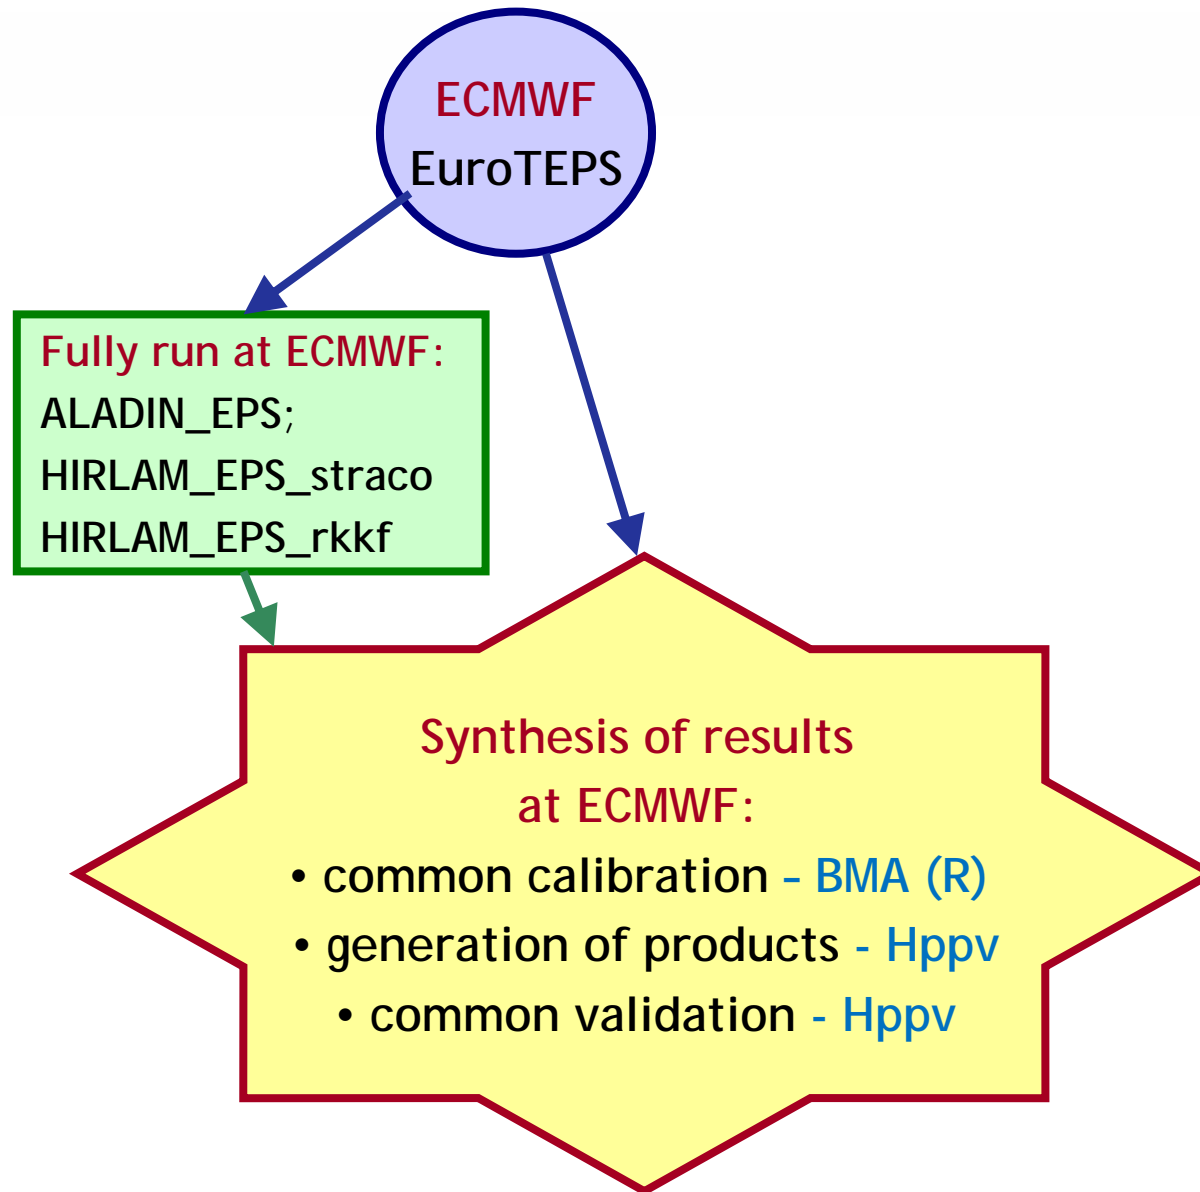 ECMWF
EuroTEPS
Fully run at ECMWF:
ALADIN_EPS;
HIRLAM_EPS_straco
HIRLAM_EPS_rkkf
Synthesis of results
at ECMWF:
• common calibration - BMA (R)
• generation of products - Hppv
• common validation - Hppv